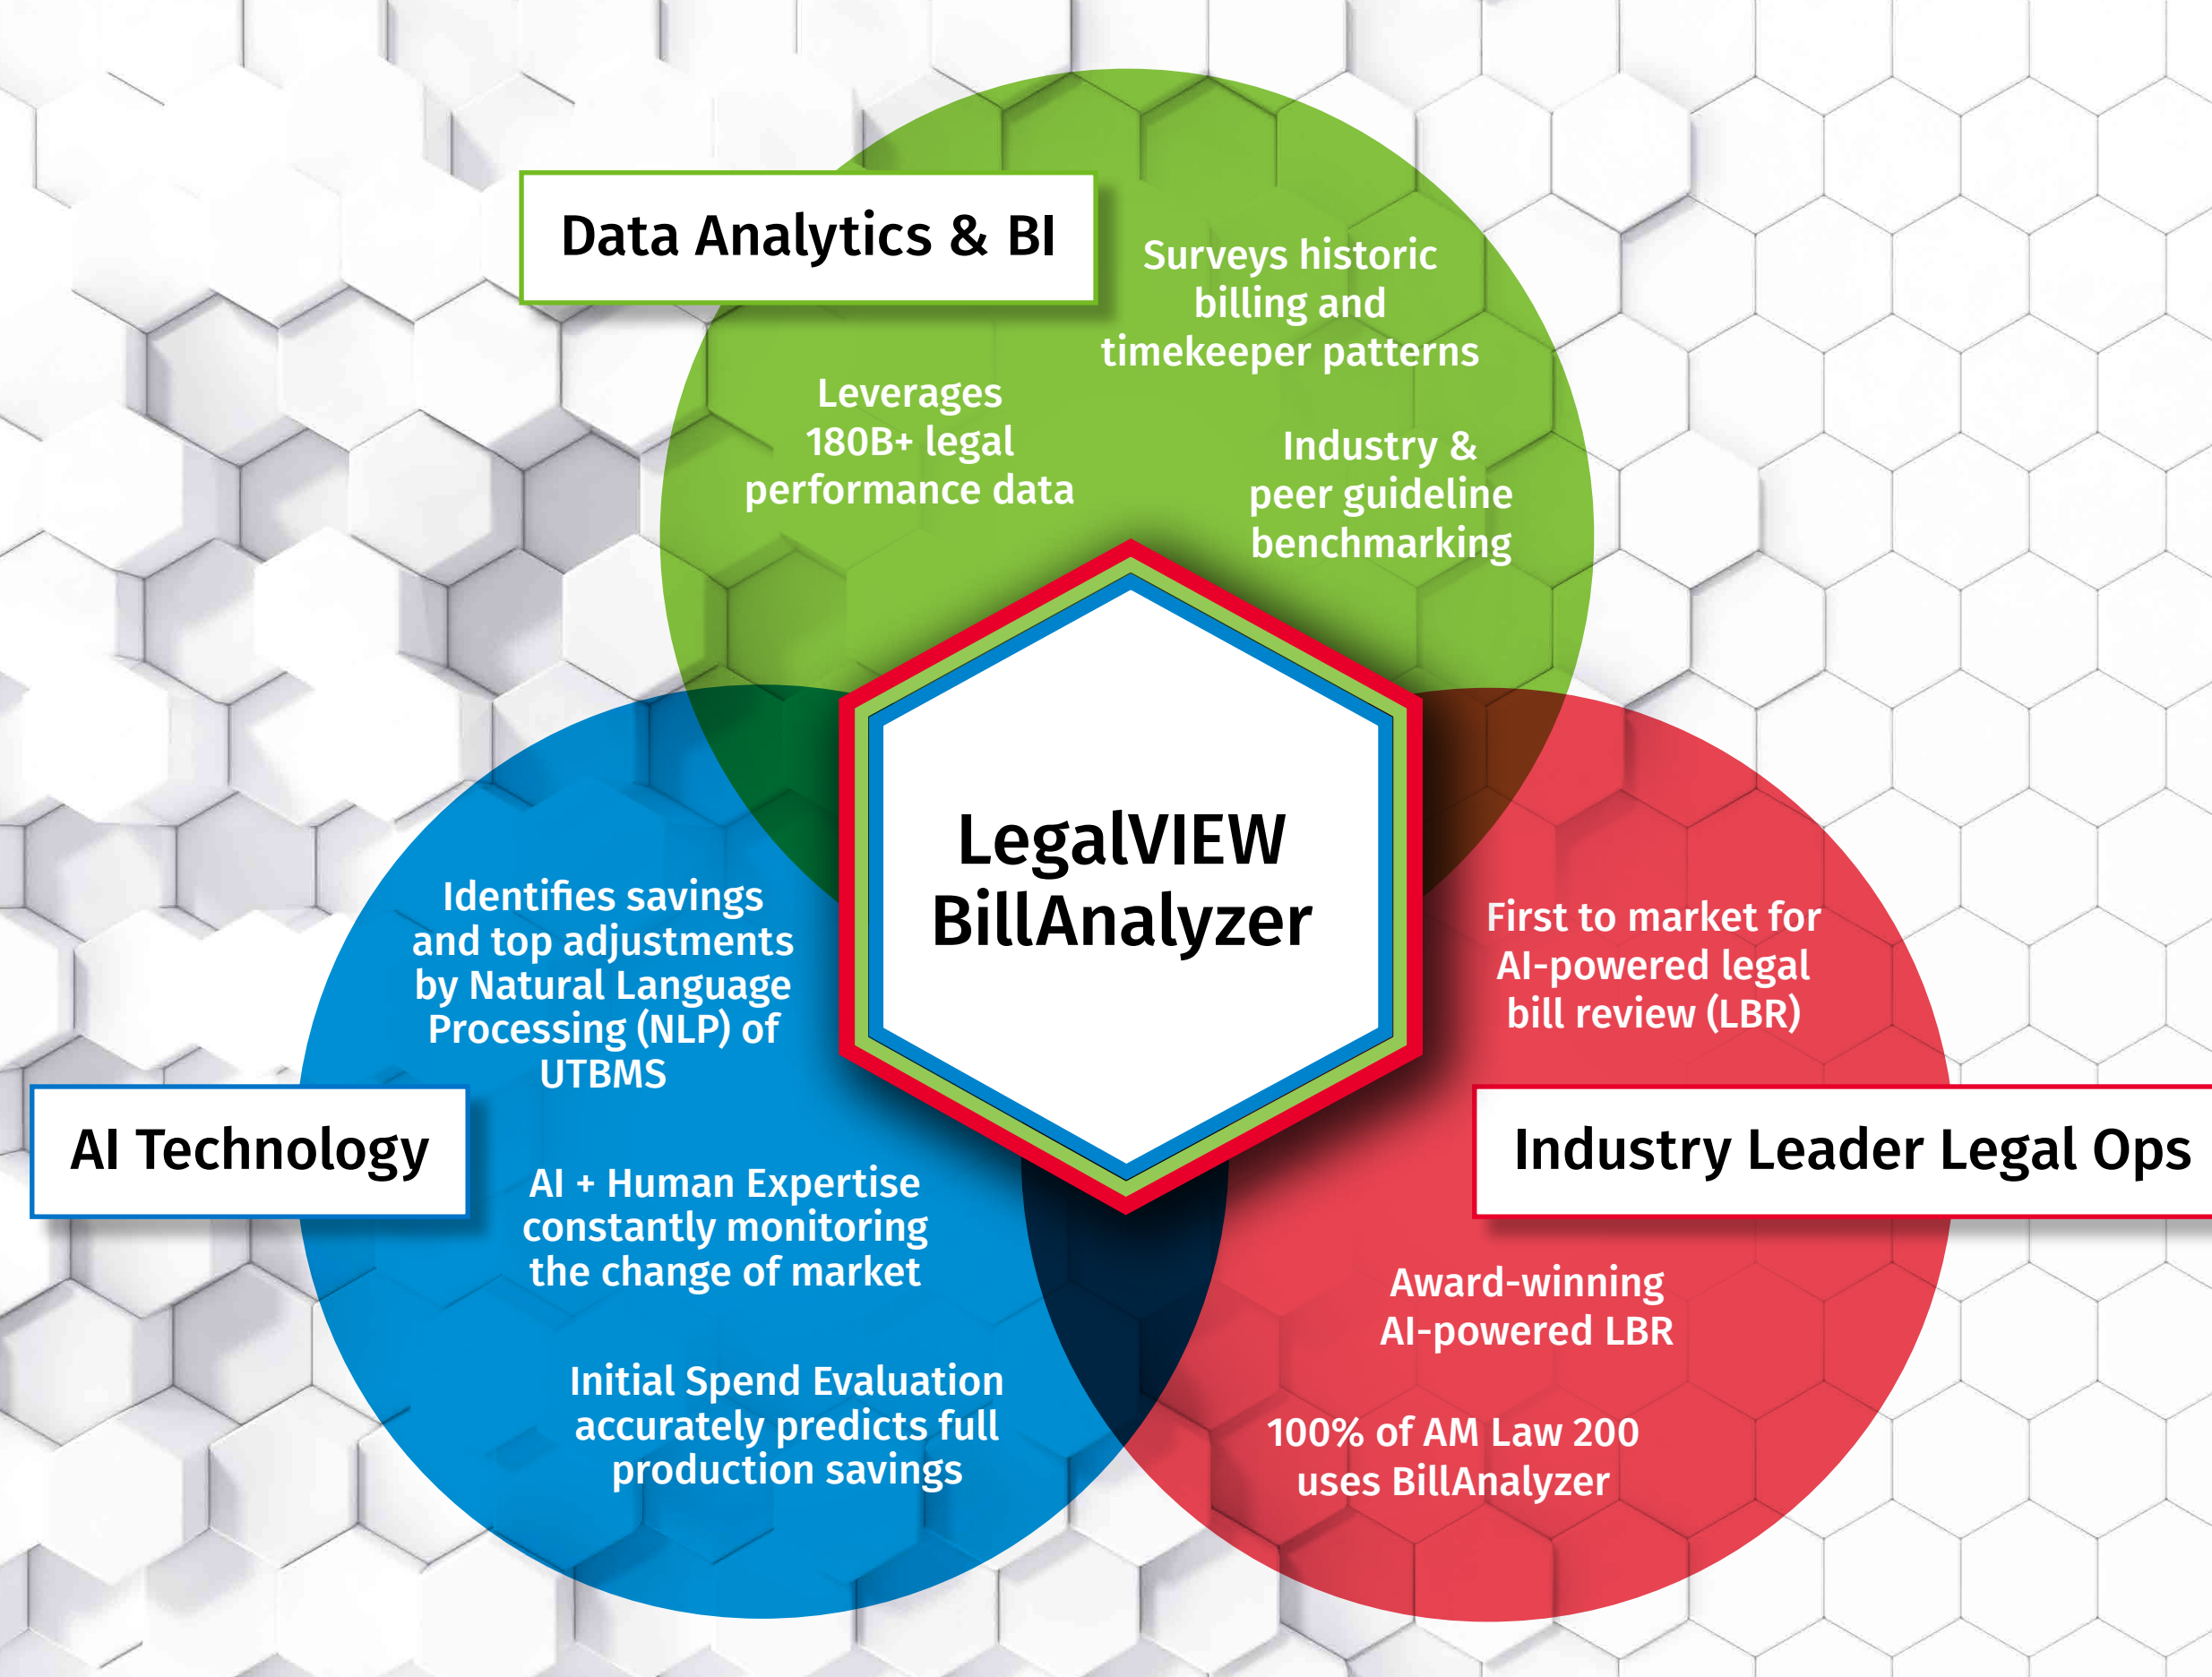 Data Analytics & BI
Surveys historic
billing and
timekeeper patterns
Leverages
180B+ legal
performance data
Industry &
peer guideline
benchmarking
LegalVIEW
BillAnalyzer
Identifies savings
and top adjustments
by Natural Language
Processing (NLP) of
UTBMS
AI Technology
AI + Human Expertise
constantly monitoring
the change of market
Initial Spend Evaluation
accurately predicts full
production savings
First to market for
AI-powered legal
bill review (LBR)
Industry Leader Legal Ops
Award-winning
AI-powered LBR
100% of AM Law 200
uses BillAnalyzer